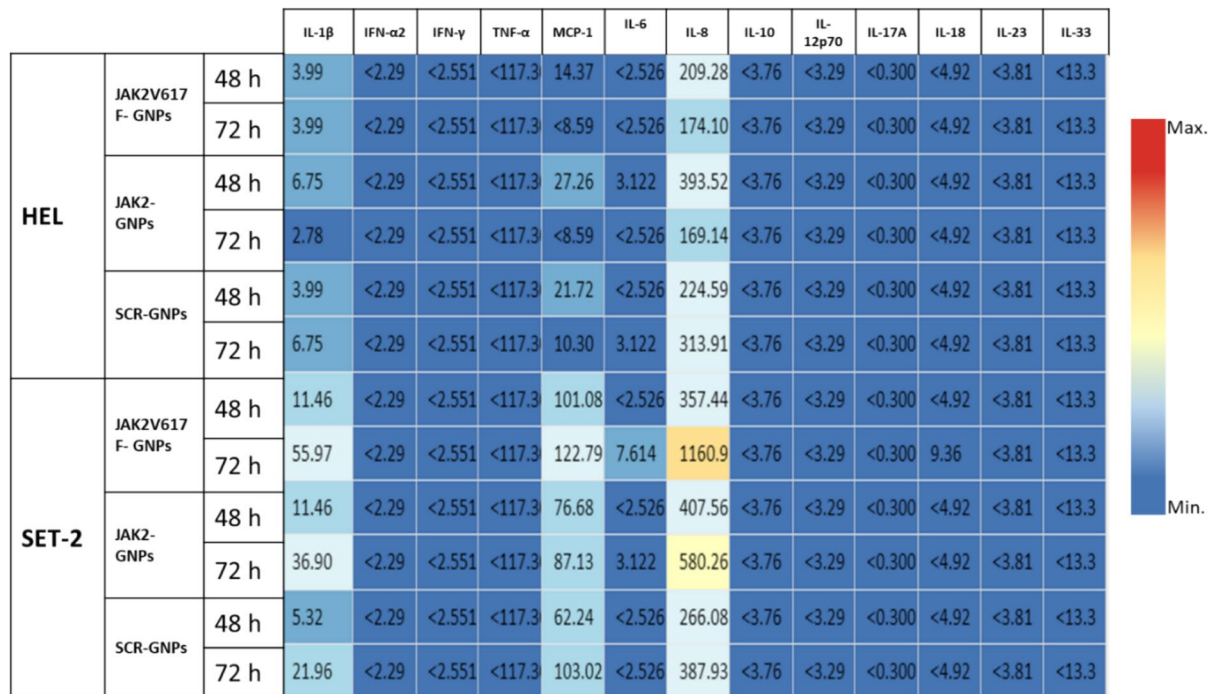 IL-1β IFN-α2 IFN-γ TNF-α MCP-1 IL-6 IL-8 IL-10 IL-12p70 IL-17A IL-18 IL-23 IL-33
HEL
JAK2V617
F- GNPs
48 h 3.99 <2.29 <2.551 <117.3 14.37 <2.526 209.28 <3.76 <3.29 <0.300 <4.92 <3.81 <13.3
72 h 3.99 <2.29 <2.551 <117.3 <8.59 <2.526 174.10 <3.76 <3.29 <0.300 <4.92 <3.81 <13.3
JAK2-
GNPs
48 h 6.75 <2.29 <2.551 <117.3 27.26 3.122 393.52 <3.76 <3.29 <0.300 <4.92 <3.81 <13.3
72 h 2.78 <2.29 <2.551 <117.3 <8.59 <2.526 169.14 <3.76 <3.29 <0.300 <4.92 <3.81 <13.3
SCR-GNPs
48 h 3.99 <2.29 <2.551 <117.3 21.72 <2.526 224.59 <3.76 <3.29 <0.300 <4.92 <3.81 <13.3
72 h 6.75 <2.29 <2.551 <117.3 10.30 3.122 313.91 <3.76 <3.29 <0.300 <4.92 <3.81 <13.3
SET-2
JAK2V617
F- GNPs
48 h 11.46 <2.29 <2.551 <117.3 101.08 <2.526 357.44 <3.76 <3.29 <0.300 <4.92 <3.81 <13.3
72 h 55.97 <2.29 <2.551 <117.3 122.79 7.614 1160.9 <3.76 <3.29 <0.300 9.36 <3.81 <13.3
JAK2-
GNPs
48 h 11.46 <2.29 <2.551 <117.3 76.68 <2.526 407.56 <3.76 <3.29 <0.300 <4.92 <3.81 <13.3
72 h 36.90 <2.29 <2.551 <117.3 87.13 3.122 580.26 <3.76 <3.29 <0.300 <4.92 <3.81 <13.3
SCR-GNPs
48 h 5.32 <2.29 <2.551 <117.3 62.24 <2.526 266.08 <3.76 <3.29 <0.300 <4.92 <3.81 <13.3
72 h 21.96 <2.29 <2.551 <117.3 103.02 <2.526 387.93 <3.76 <3.29 <0.300 <4.92 <3.81 <13.3
Max.
Min.